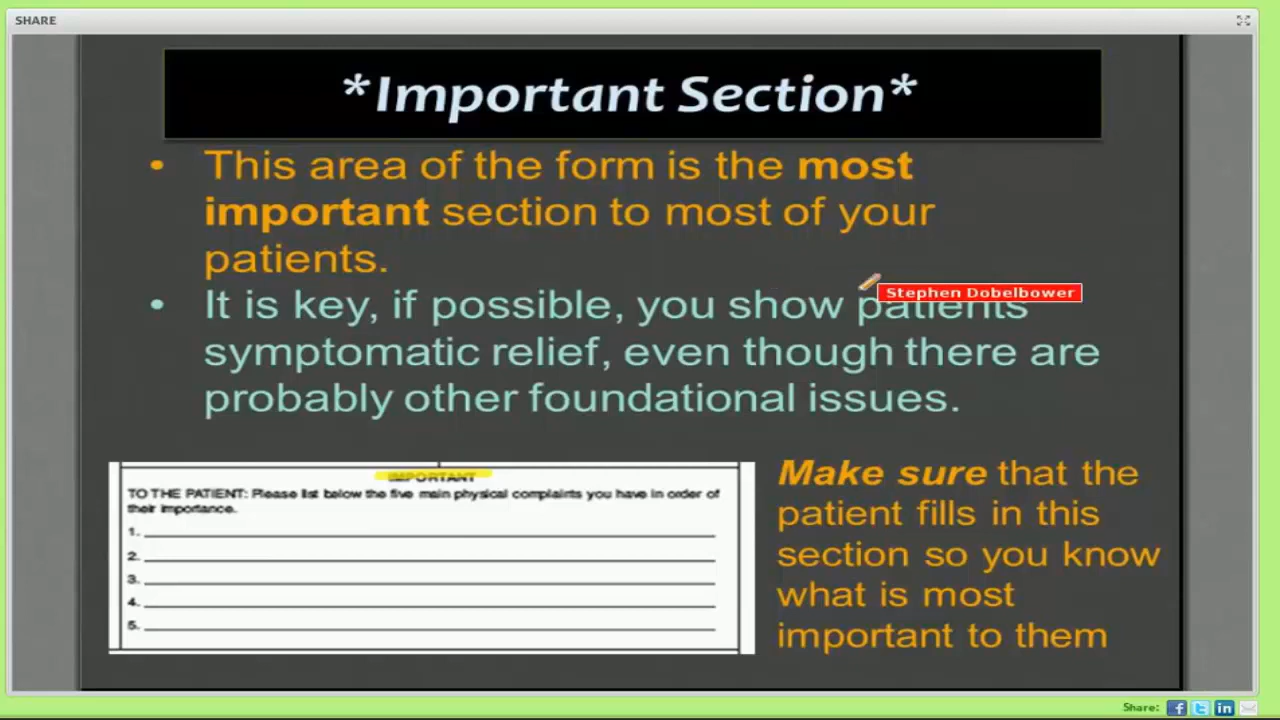 SHARE
*Important Section*
• This area of the form is the most
important section to most of your
patients.
Stephen Dobelbower
• It is key, if possible, you show patients
symptomatic relief, even though there are
probably other foundational issues.
IMPORTANT
TO THE PATIENT: Please list below the five main physical complaints you have in order of
their importance.
1.
2.
3.
4.
5.
Make sure that the
patient fills in this
section so you know
what is most
important to them
Share: